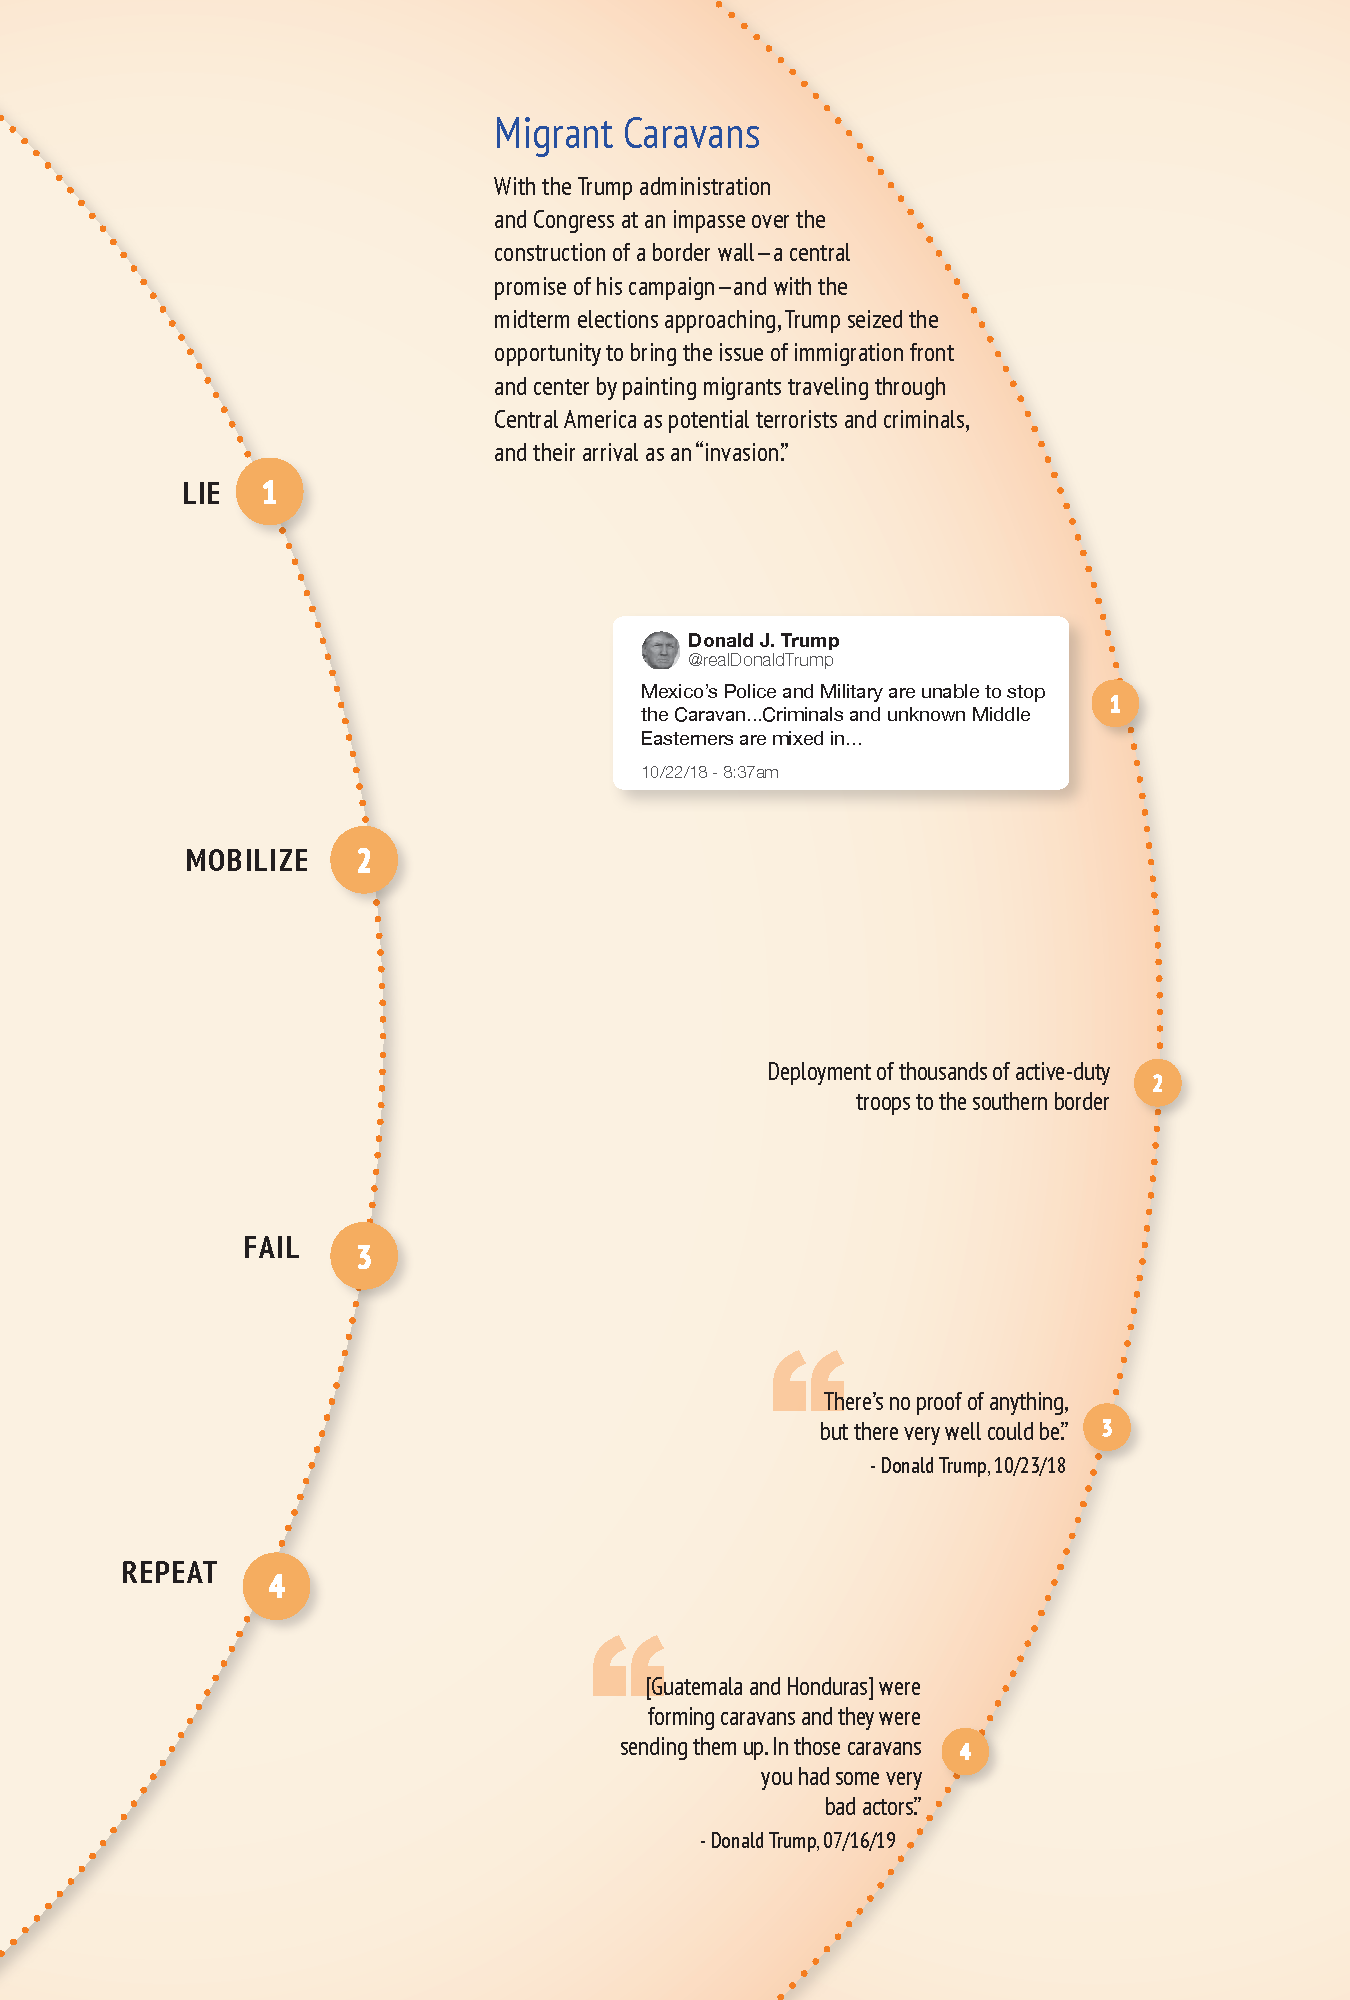 Migrant Caravans
With the Trump administration
and Congress at an impasse over the
construction of a border wall—a central
promise of his campaign—and with the
midterm elections approaching, Trump seized the
opportunity to bring the issue of immigration front
and center by painting migrants traveling through
Central America as potential terrorists and criminals,
and their arrival as an “invasion.”
LIE 1
MOBILIZE 2
FAIL 3
REPEAT 4
Donald J. Trump
@realDonaldTrump
Mexico’s Police and Military are unable to stop
the Caravan...Criminals and unknown Middle
Easterners are mixed in...
10/22/18 - 8:37am
1
Deployment of thousands of active-duty
troops to the southern border
2
“There’s no proof of anything,
but there very well could be.”
- Donald Trump, 10/23/18
3
“[Guatemala and Honduras] were
forming caravans and they were
sending them up. In those caravans
you had some very
bad actors.”
- Donald Trump, 07/16/19
4